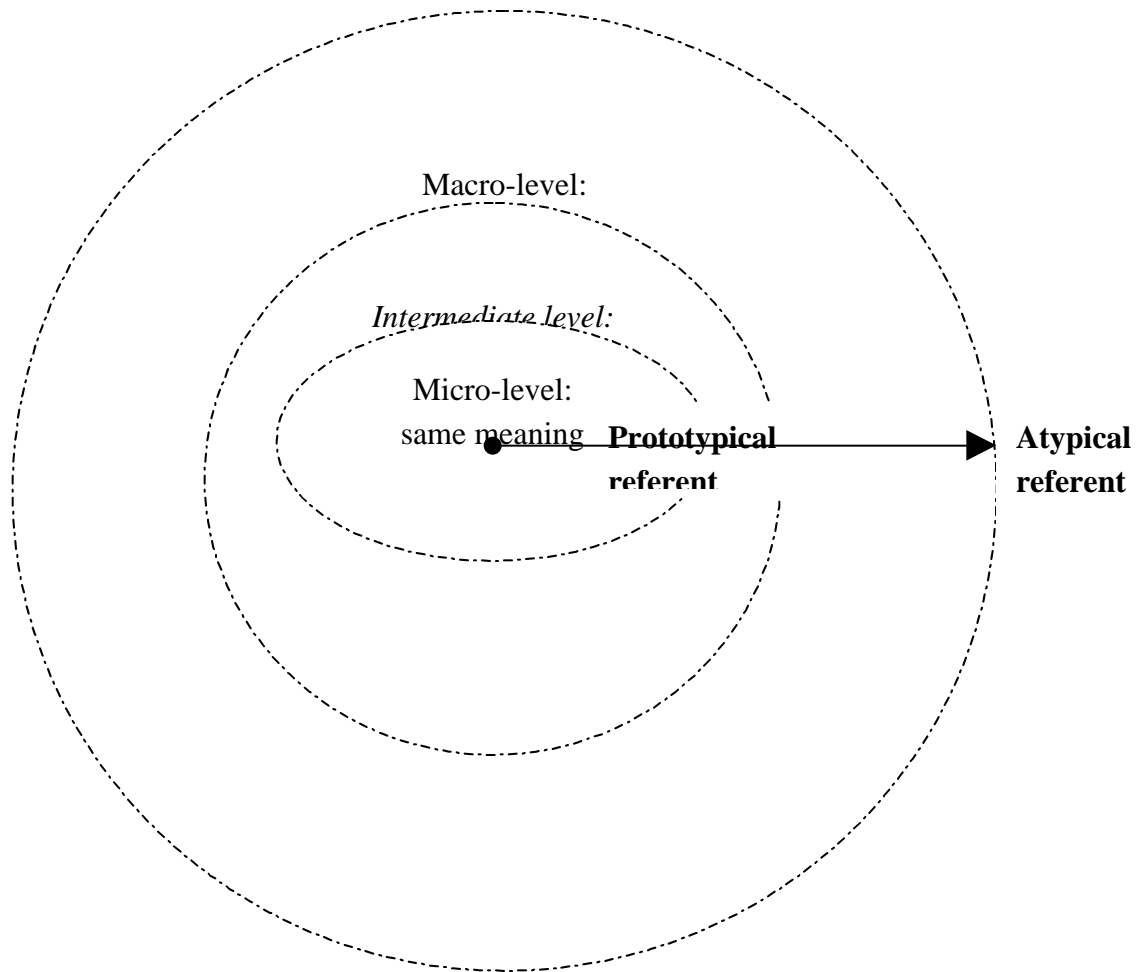 Macro-level:
Intermediate level:
Micro-level:
same meaning
Prototypical
referent
Atypical
referent